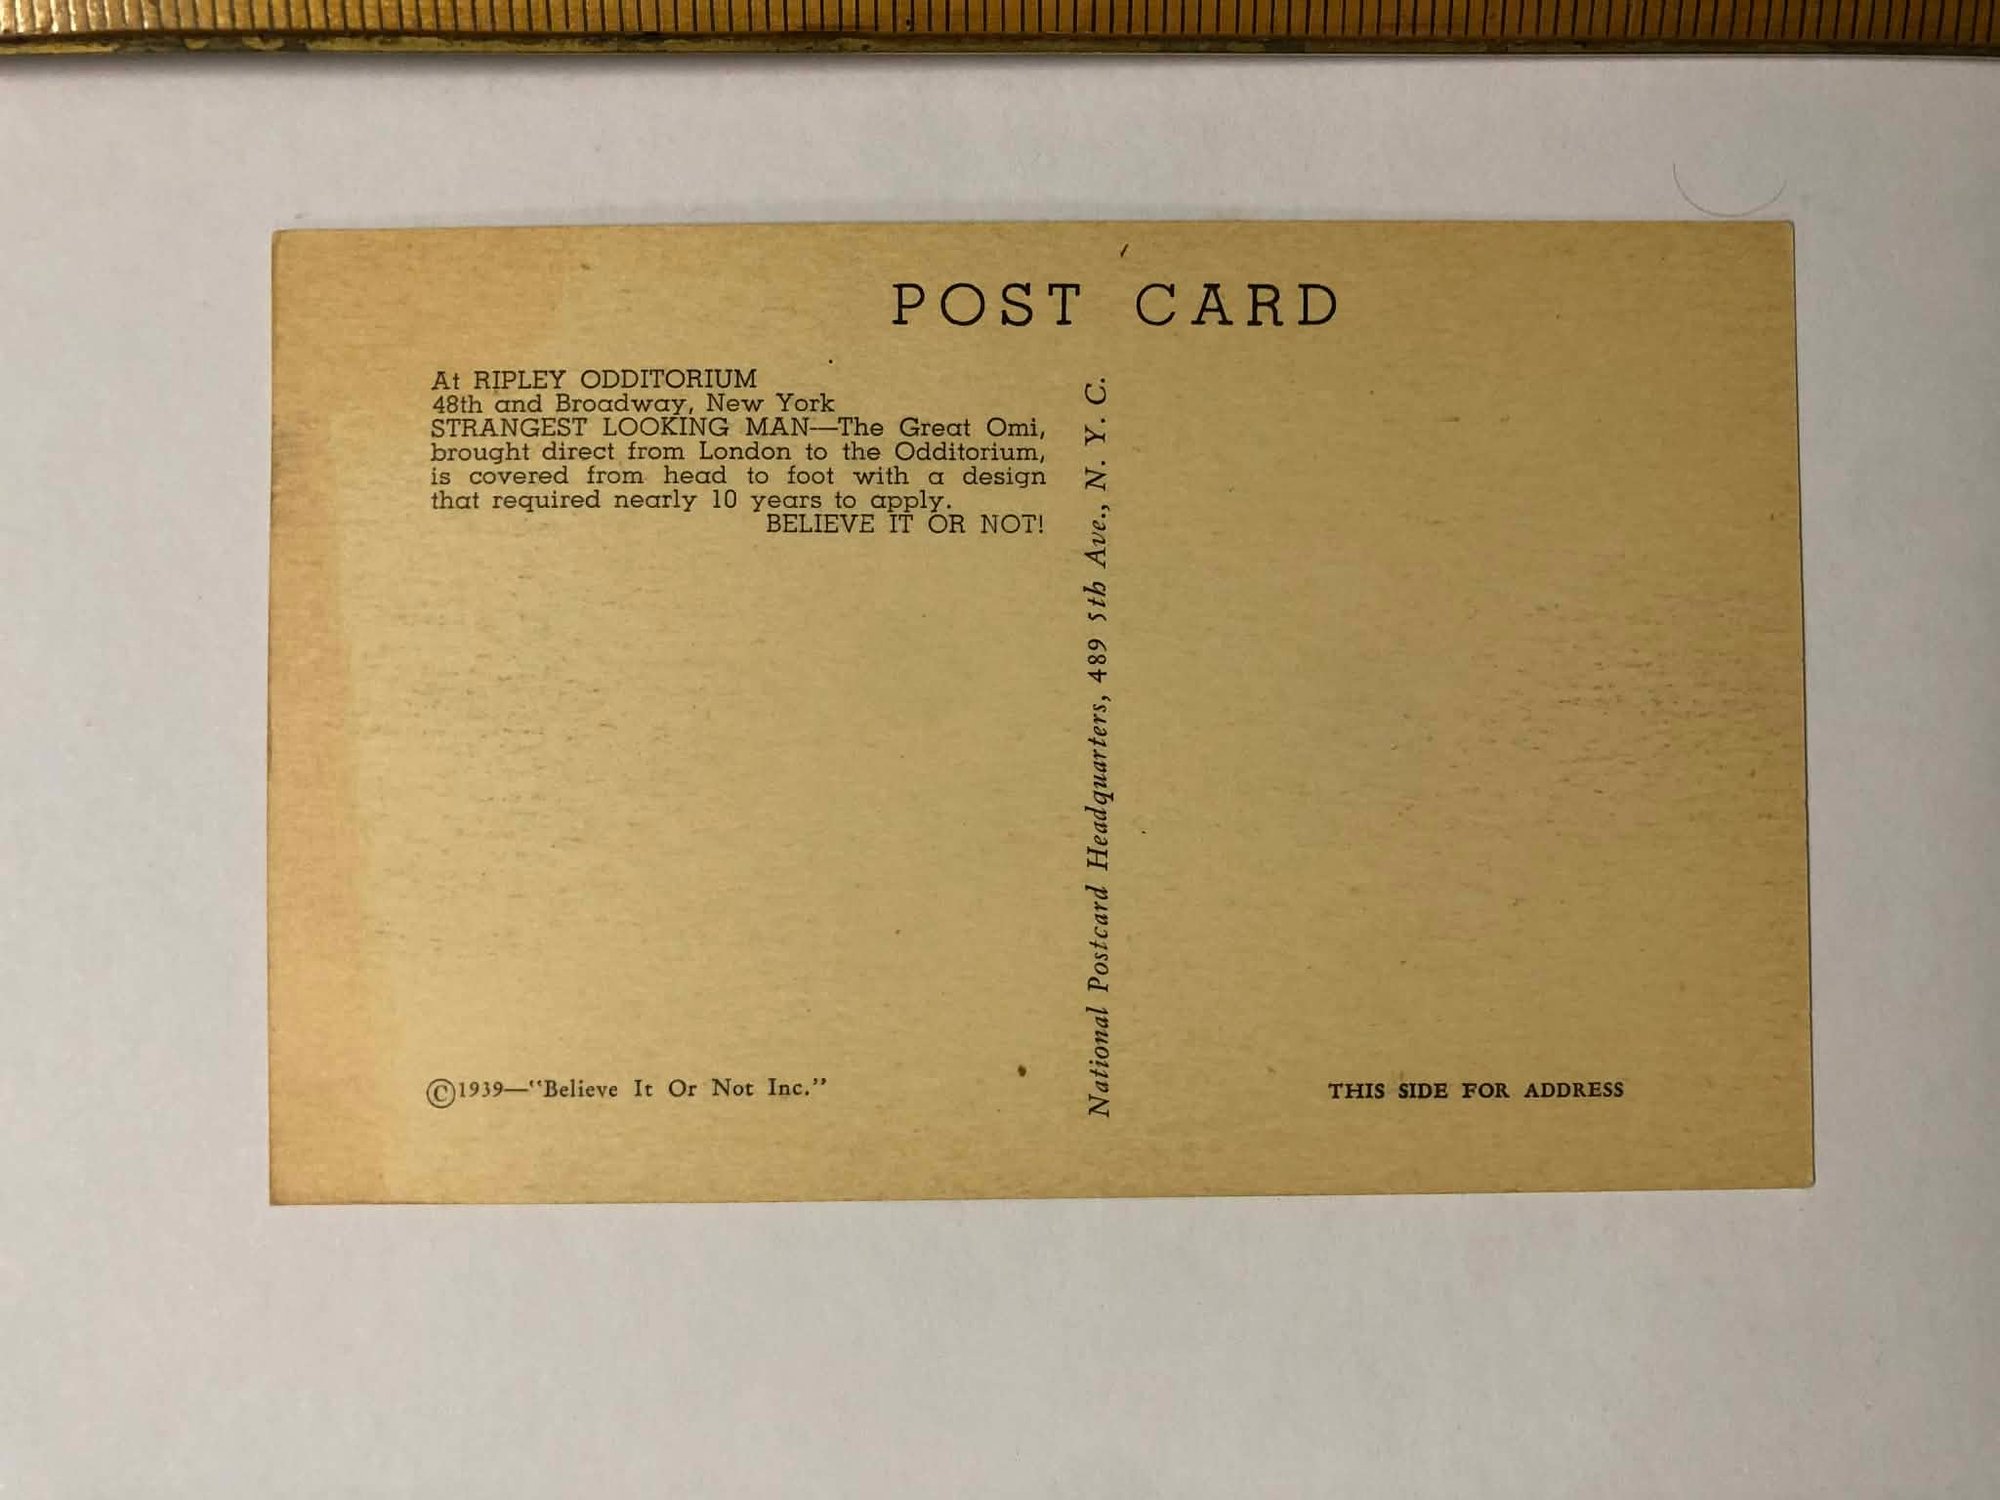 POST CARD
At RIPLEY ODDITORIUM
48th and Broadway, New York
STRANGEST LOOKING MAN—The Great Omi,
brought direct from London to the Odditorium,
is covered from head to foot with a design
that required nearly 10 years to apply.
BELIEVE IT OR NOT!
©1939—"Believe It Or Not Inc."
National Postcard Headquarters, 489 5th Ave., N. Y. C.
THIS SIDE FOR ADDRESS